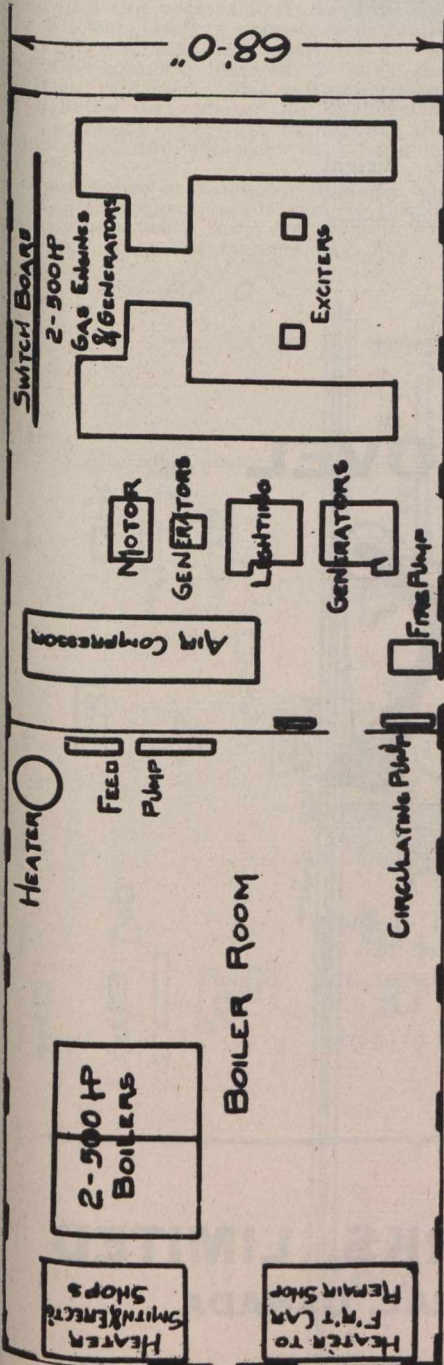 68'-0"
SWITCH BOARD
2-500 HP
GAS ENGINES
& GENERATORS
EXCITERS
MOTOR
GENERATORS
LIGHTING
GENERATORS
AIR COMPRESSOR
FIRE PUMP
HEATER
FEED
PUMP
CIRCULATING PUMP
BOILER ROOM
2-500 HP
BOILERS
HEATER
SMITH & ERECT'G
SHOPS
HEATER TO
F'R'T CAR
REPAIR SHOP
KS, LIMITED